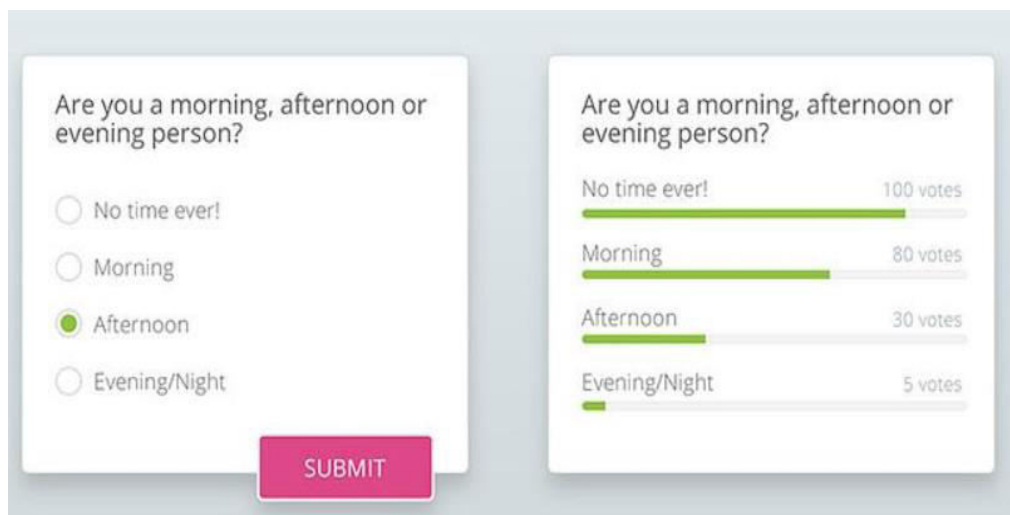 Are you a morning, afternoon or
evening person?
No time ever!
Morning
Afternoon
Evening/Night
SUBMIT
Are you a morning, afternoon or
evening person?
No time ever! 100 votes
Morning 80 votes
Afternoon 30 votes
Evening/Night 5 votes